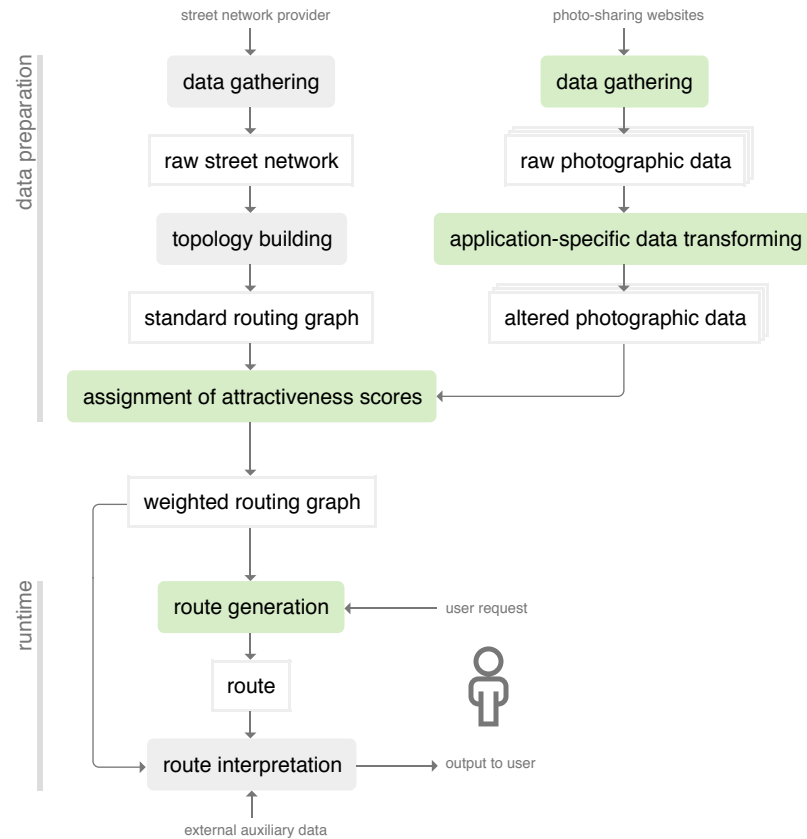 street network provider
photo-sharing websites
data preparation
data gathering
data gathering
raw street network
raw photographic data
topology building
application-specific data transforming
standard routing graph
altered photographic data
assignment of attractiveness scores
weighted routing graph
runtime
route generation
user request
route
route interpretation
output to user
external auxiliary data